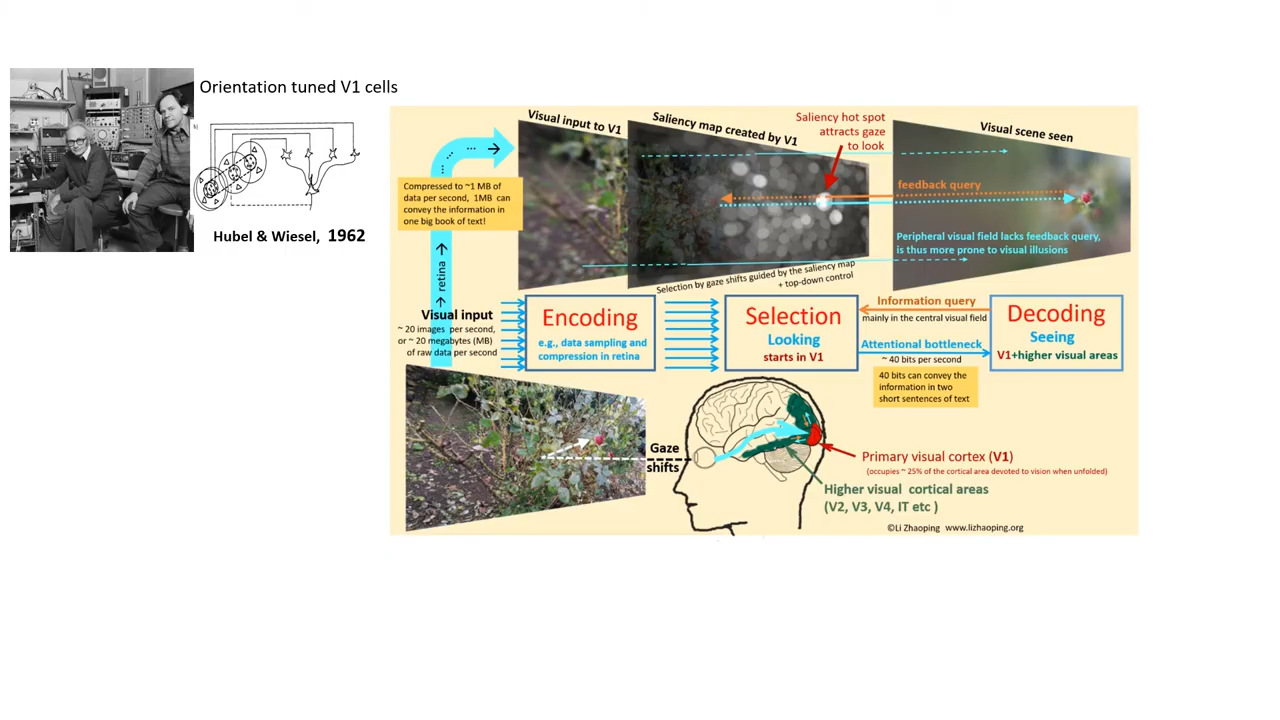 Orientation tuned V1 cells
b)
Hubel & Wiesel, 1962
Visual input to V1
Saliency map created by V1
Saliency hot spot
attracts gaze
to look
Visual scene seen
Compressed to ~1 MB of
data per second, 1MB can
convey the information in
one big book of text!
retina
feedback query
Peripheral visual field lacks feedback query,
is thus more prone to visual illusions
Selection by gaze shifts guided by the saliency map
+ top-down control
Visual input
~ 20 images per second,
or ~ 20 megabytes (MB)
of raw data per second
Encoding
e.g., data sampling and
compression in retina
Selection
Looking
starts in V1
Information query
mainly in the central visual field
Attentional bottleneck
~ 40 bits per second
40 bits can convey the
information in two
short sentences of text
Decoding
Seeing
V1+higher visual areas
Gaze
shifts
Primary visual cortex (V1)
(occupies ~ 25% of the cortical area devoted to vision when unfolded)
Higher visual cortical areas
(V2, V3, V4, IT etc )
©Li Zhaoping www.lizhaoping.org